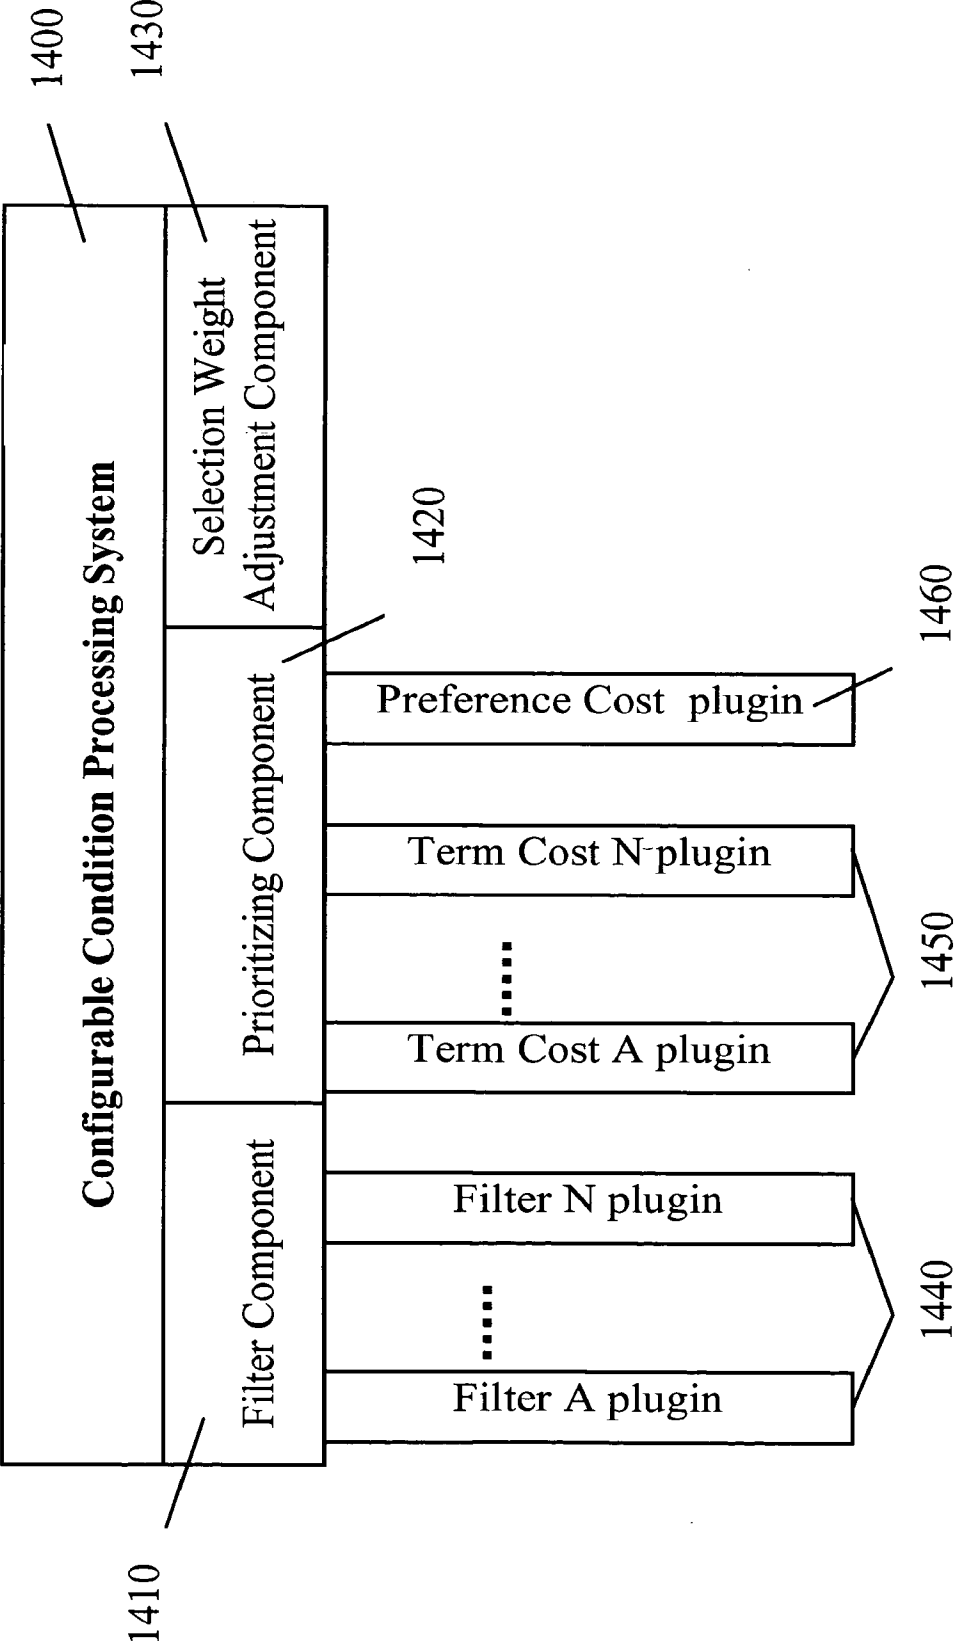 1400
1430
Configurable Condition Processing System
Filter Component
Prioritizing Component
Selection Weight
Adjustment Component
1410
1420
Filter A plugin
.....
Filter N plugin
Term Cost A plugin
.....
Term Cost N plugin
Preference Cost plugin
1440
1450
1460